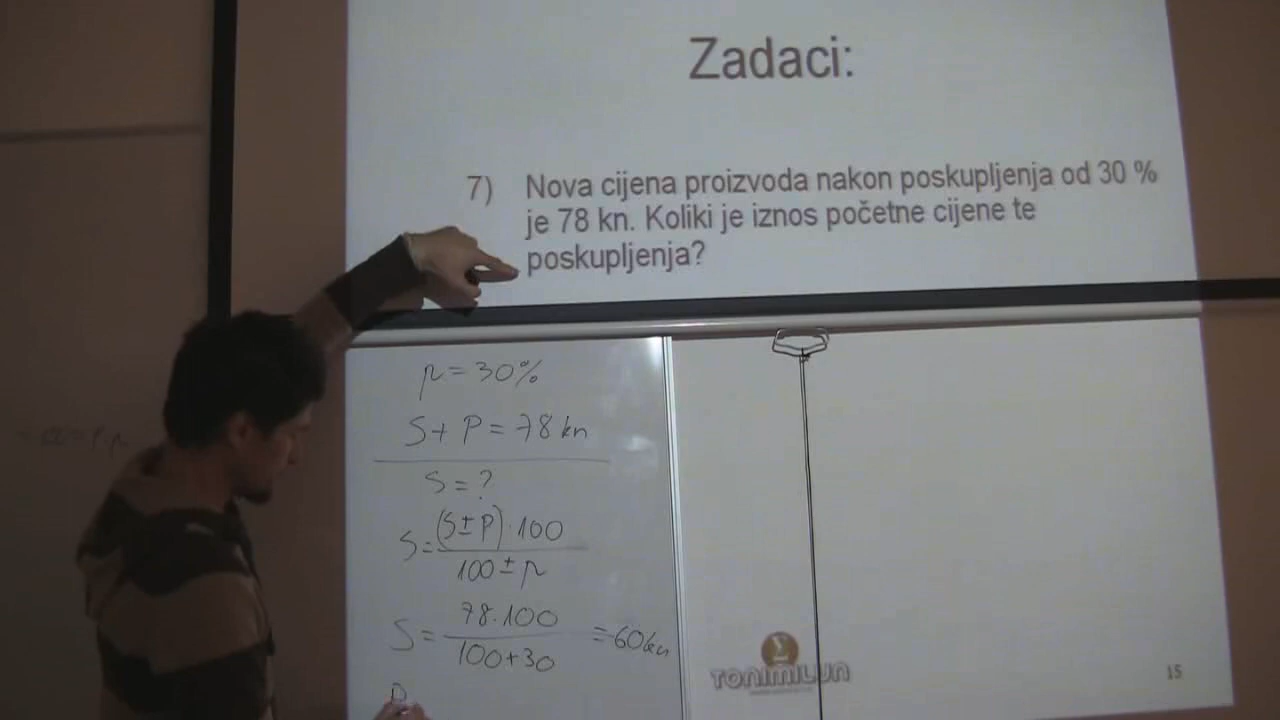 Zadaci:
7) Nova cijena proizvoda nakon poskupljenja od 30 %
je 78 kn. Koliki je iznos početne cijene te
poskupljenja?
p = 30%
S + P = 78 kn
S = ?
S = (S ± P) · 100
100 ± p
S = 78 · 100 = 60 kn
100 + 30
P
TONIMILUN
15